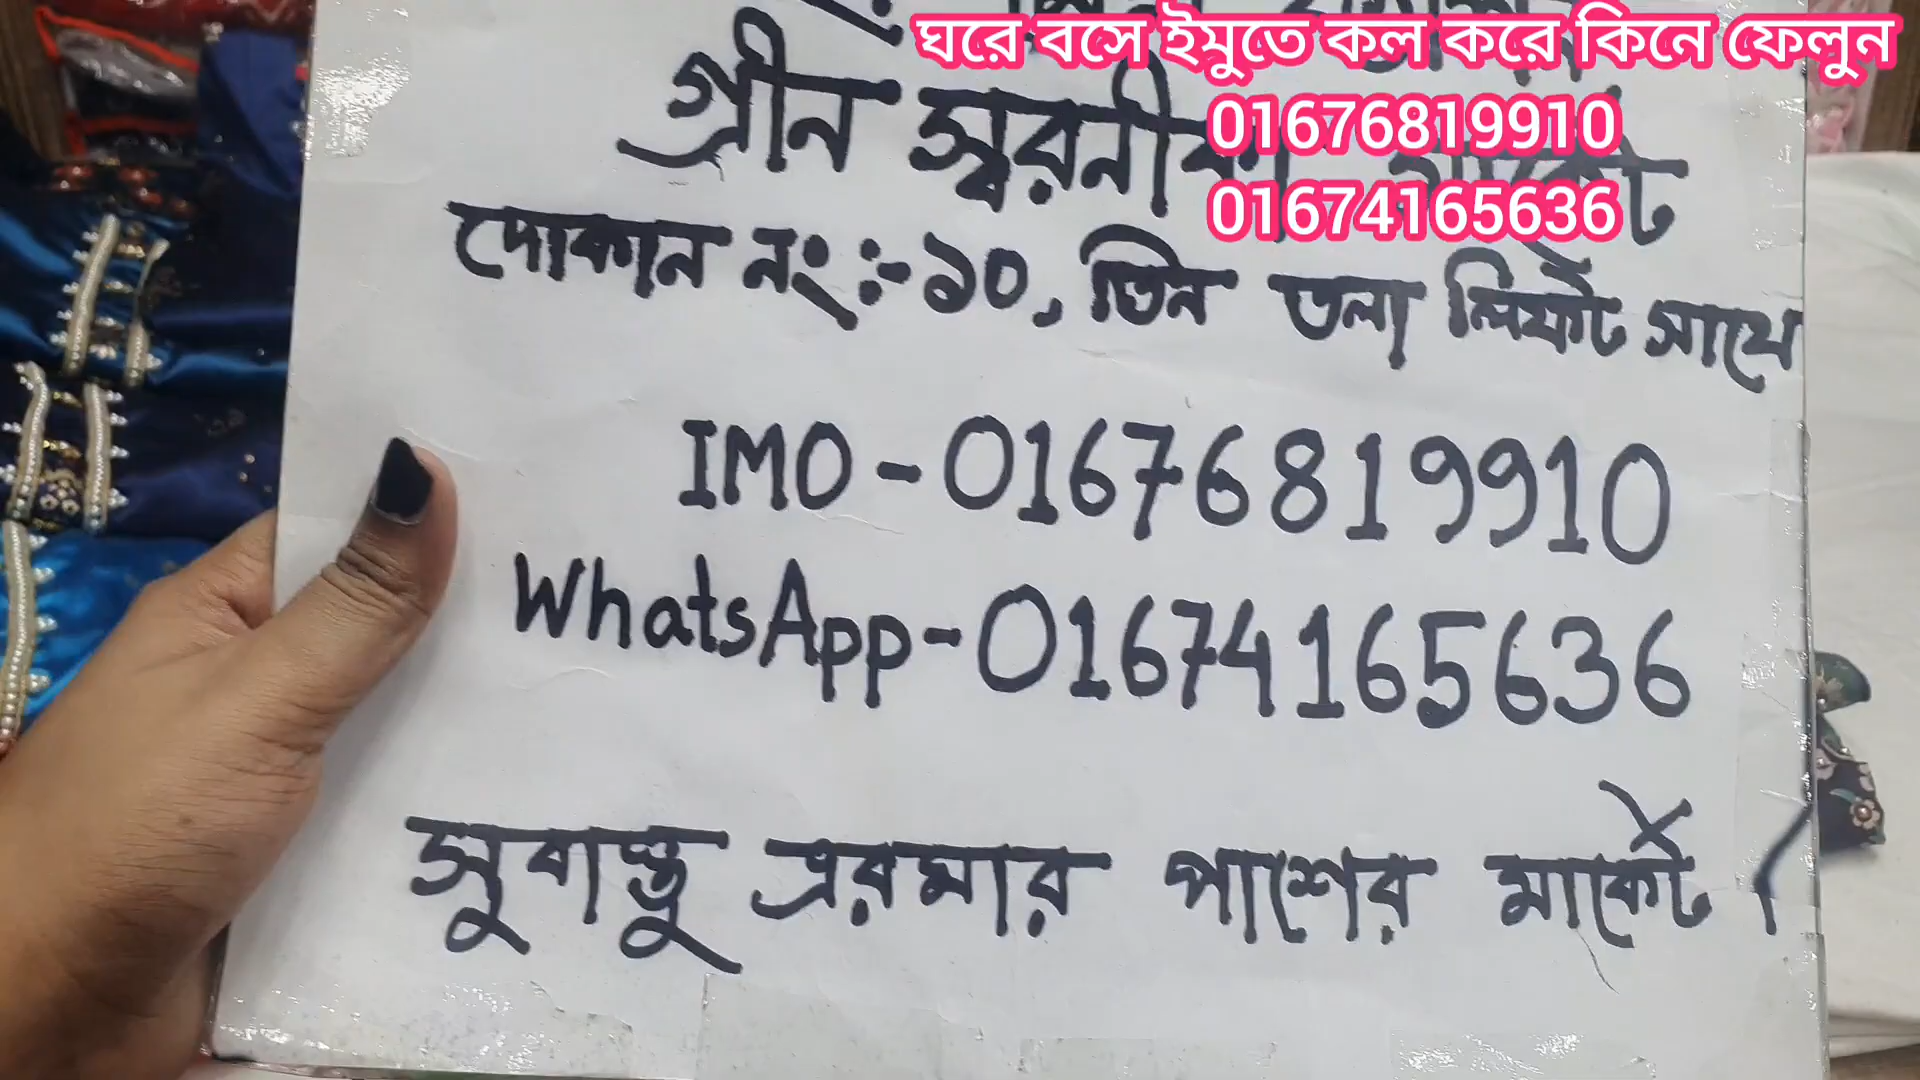 ঘরে বসে ইমুতে কল করে কিনে ফেলুন
01676819910
01674165636
গ্রীন স্বরনীকা মার্কেট
দোকান নং:-১০, তিন তলা লিফট সাথে
IMO-01676819910
WhatsApp-01674165636
সুবাস্তু এরমার পাশের মার্কেট